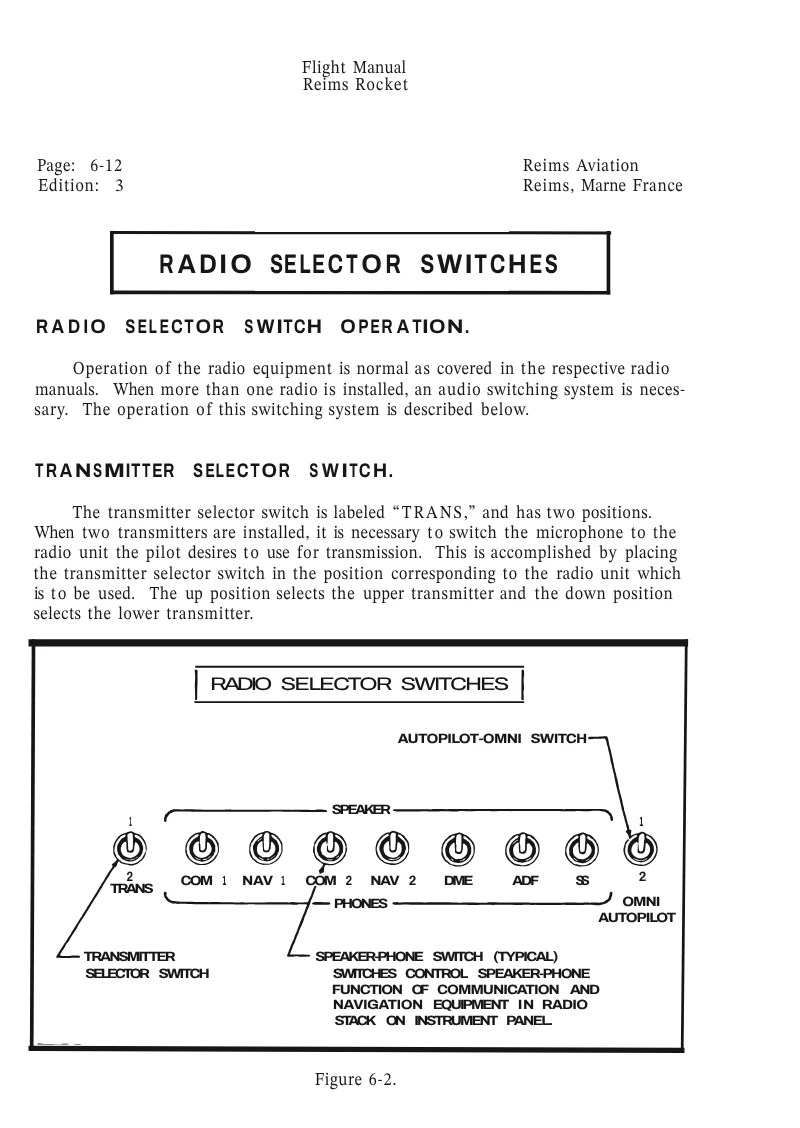 Flight Manual
Reims Rocket
Page: 6-12
Edition: 3
Reims Aviation
Reims, Marne France
RADIO SELECTOR SWITCHES
RADIO SELECTOR SWITCH OPERATION.
Operation of the radio equipment is normal as covered in the respective radio
manuals. When more than one radio is installed, an audio switching system is neces-
sary. The operation of this switching system is described below.
TRANSMITTER SELECTOR SWITCH.
The transmitter selector switch is labeled “TRANS,” and has two positions.
When two transmitters are installed, it is necessary to switch the microphone to the
radio unit the pilot desires to use for transmission. This is accomplished by placing
the transmitter selector switch in the position corresponding to the radio unit which
is to be used. The up position selects the upper transmitter and the down position
selects the lower transmitter.
RADIO SELECTOR SWITCHES
AUTOPILOT-OMNI SWITCH
SPEAKER
1
1
2
TRANS
COM 1 NAV 1 COM 2 NAV 2 DME ADF SS
2
PHONES
OMNI
AUTOPILOT
TRANSMITTER
SELECTOR SWITCH
SPEAKER-PHONE SWITCH (TYPICAL)
SWITCHES CONTROL SPEAKER-PHONE
FUNCTION OF COMMUNICATION AND
NAVIGATION EQUIPMENT IN RADIO
STACK ON INSTRUMENT PANEL.
Figure 6-2.